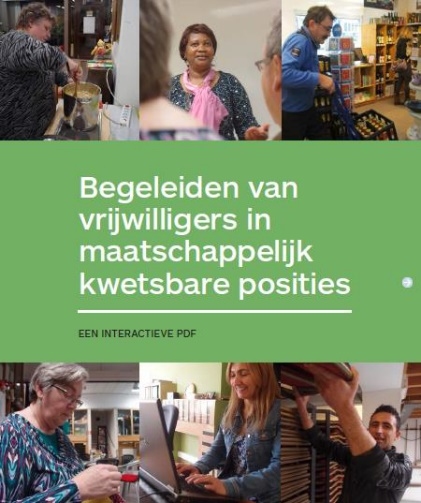 Begeleiden van
vrijwilligers in
maatschappelijk
kwetsbare posities
EEN INTERACTIEVE PDF